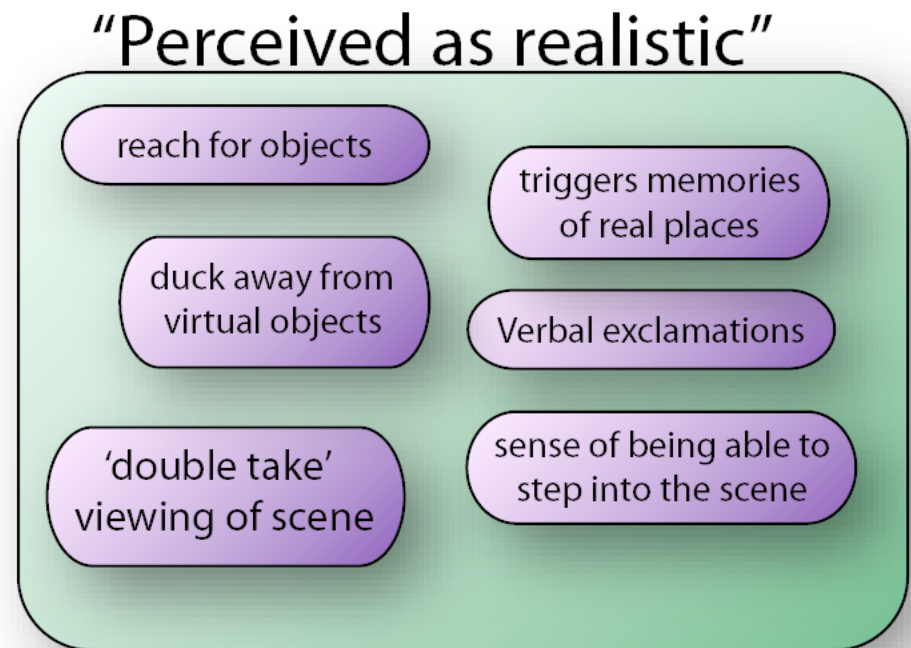 “Perceived as realistic”
reach for objects
duck away from
virtual objects
‘double take’
viewing of scene
triggers memories
of real places
Verbal exclamations
sense of being able to
step into the scene